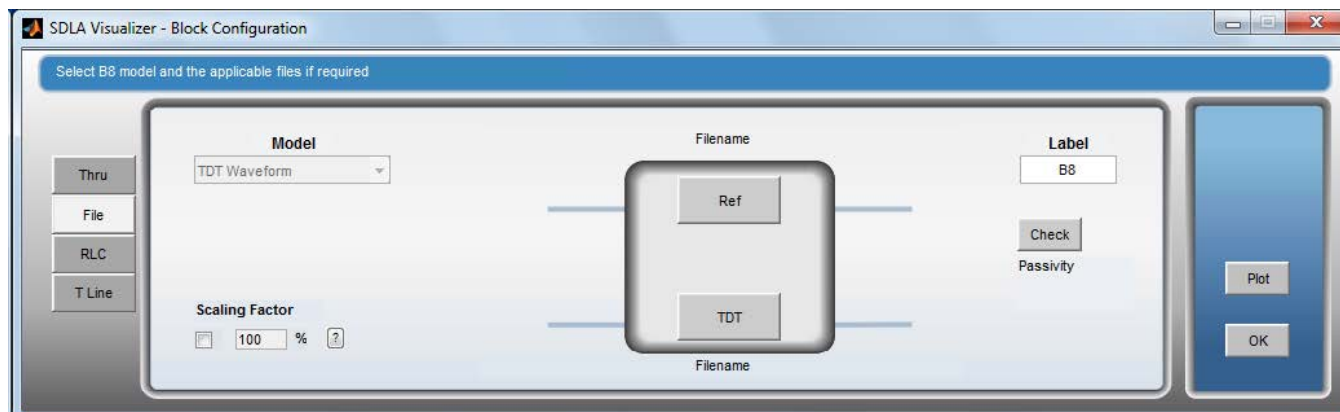 SDLA Visualizer - Block Configuration
Select B8 model and the applicable files if required
Thru
File
RLC
T Line
Model
TDT Waveform
Scaling Factor
100 % ?
Filename
Ref
TDT
Filename
Label
B8
Check
Passivity
Plot
OK